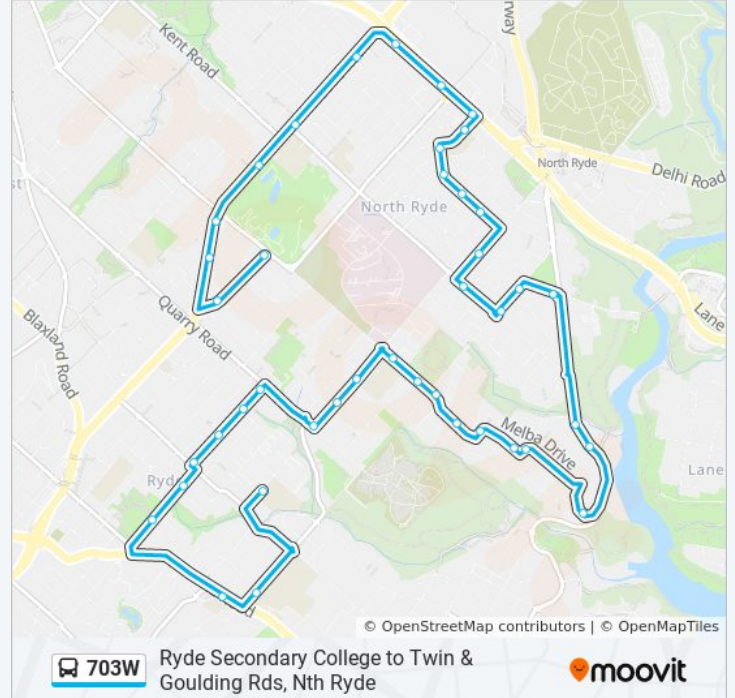 Kent Road
rway
North Ryde
Delhi Road
North Ryde
Lane
Quarry Road
Blaxland Road
Melba Drive
Lane
Ryde
© OpenStreetMap contributors | © OpenMapTiles
703W
Ryde Secondary College to Twin &
Goulding Rds, Nth Ryde
moovit